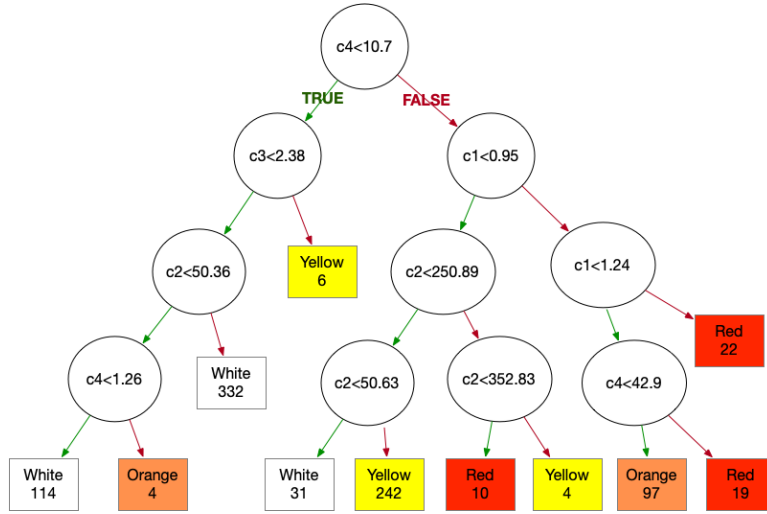 c4<10.7
TRUE
FALSE
c3<2.38
c1<0.95
c2<50.36
Yellow
6
c2<250.89
c1<1.24
Red
22
c4<1.26
White
332
c2<50.63
c2<352.83
c4<42.9
White
114
Orange
4
White
31
Yellow
242
Red
10
Yellow
4
Orange
97
Red
19